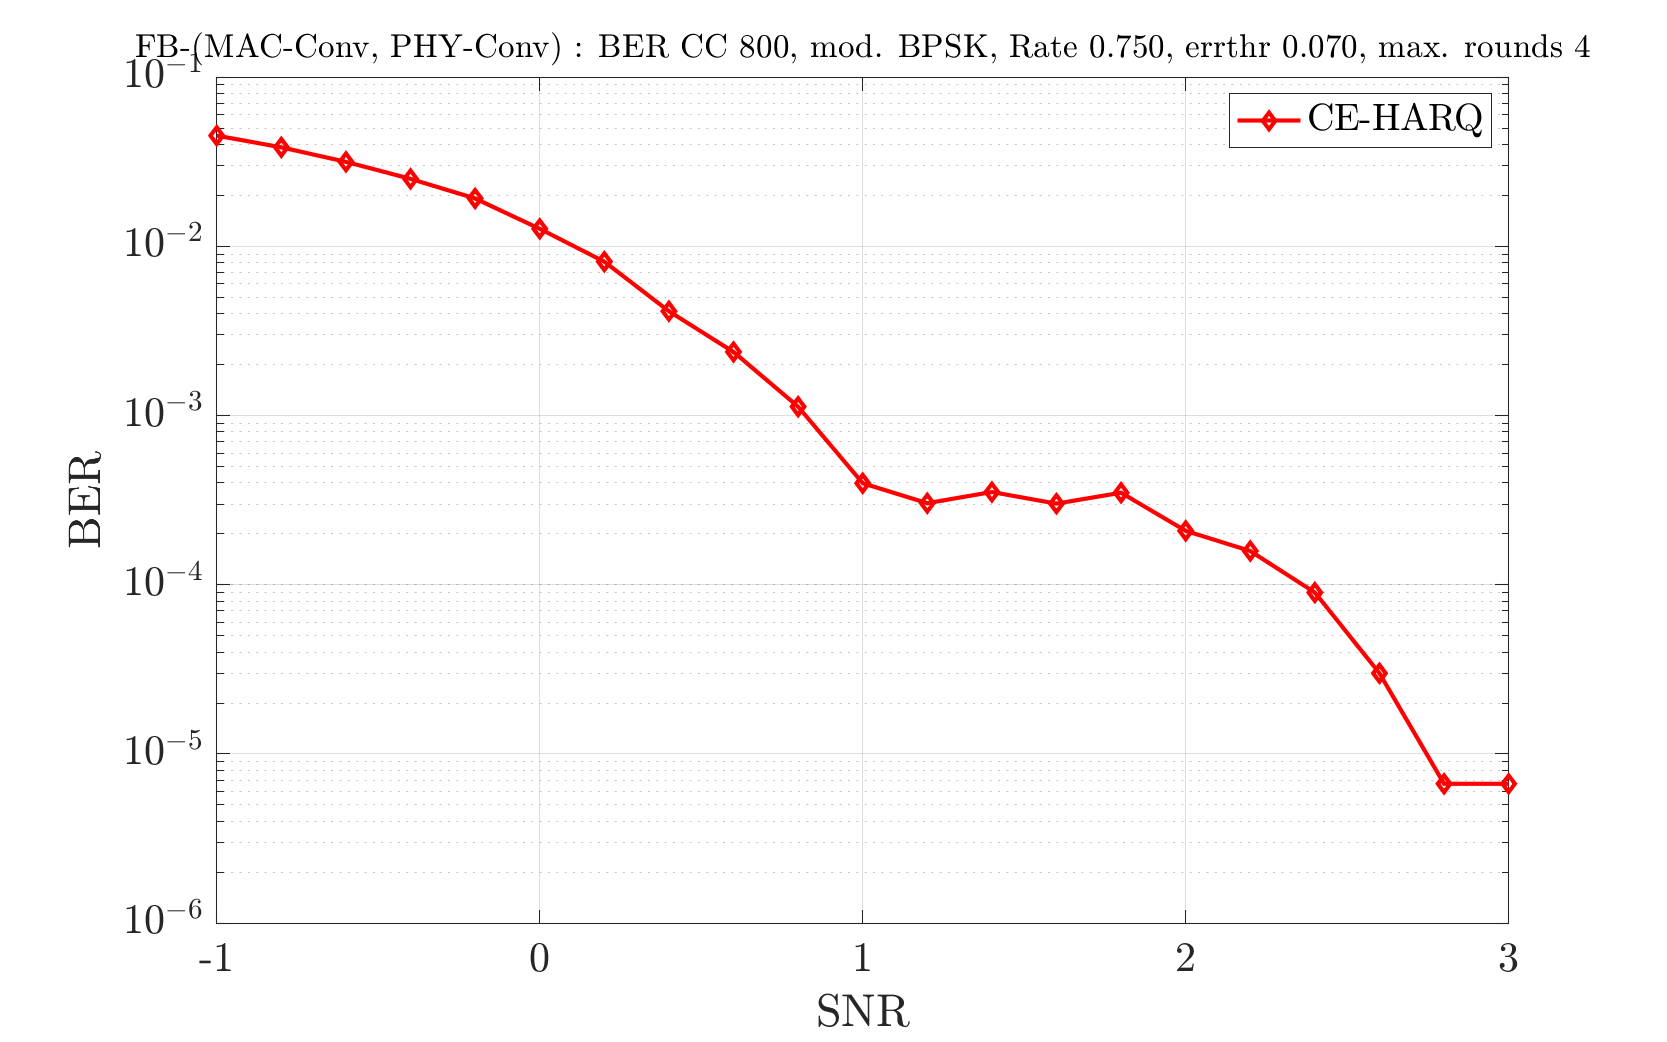 FB-(MAC-Conv, PHY-Conv) : BER CC 800, mod. BPSK, Rate 0.750, errthr 0.070, max. rounds 4
10^{-1}
CE-HARQ
10^{-2}
10^{-3}
BER
10^{-4}
10^{-5}
10^{-6}
-1 0 1 2 3
SNR